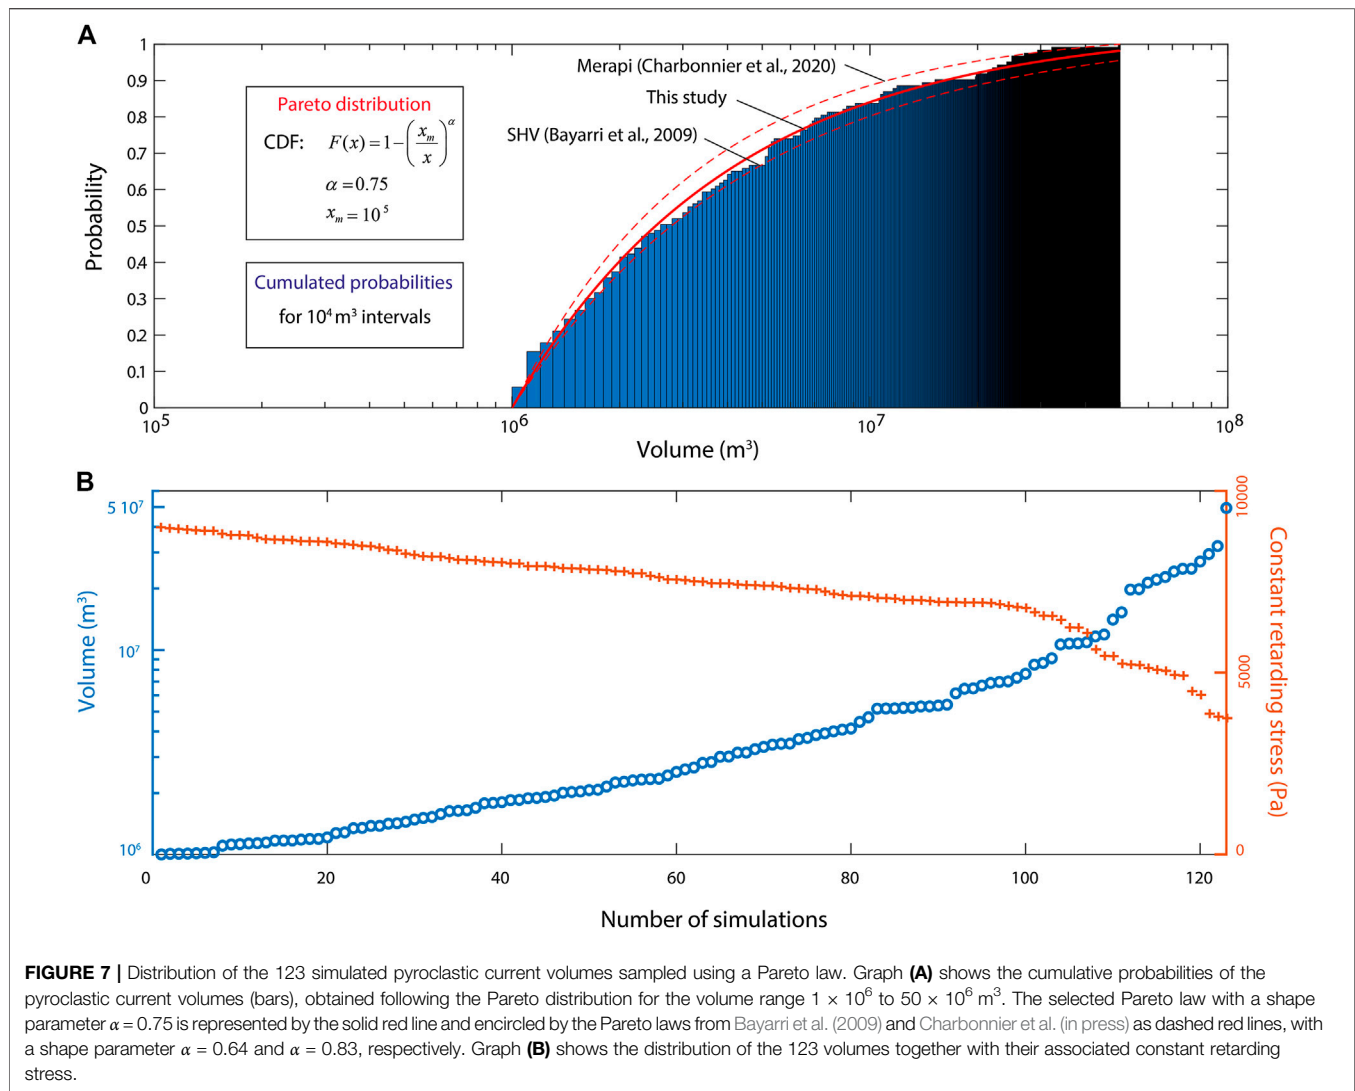 A
1
0.9
0.8
0.7
0.6
0.5
0.4
0.3
0.2
0.1
0
Probability
Pareto distribution
CDF: F(x)=1-(x_m/x)^α
α=0.75
x_m=10^5
Cumulated probabilities
for 10^4 m^3 intervals
Merapi (Charbonnier et al., 2020)
This study
SHV (Bayarri et al., 2009)
10^5 10^6 10^7 10^8
Volume (m^3)
B
5 10^7
10^7
10^6
Volume (m^3)
10000
5000
0
Constant retarding stress (Pa)
0 20 40 60 80 100 120
Number of simulations
FIGURE 7 | Distribution of the 123 simulated pyroclastic current volumes sampled using a Pareto law. Graph (A) shows the cumulative probabilities of the
pyroclastic current volumes (bars), obtained following the Pareto distribution for the volume range 1 × 10^6 to 50 × 10^6 m^3. The selected Pareto law with a shape
parameter α = 0.75 is represented by the solid red line and encircled by the Pareto laws from Bayarri et al. (2009) and Charbonnier et al. (in press) as dashed red lines, with
a shape parameter α = 0.64 and α = 0.83, respectively. Graph (B) shows the distribution of the 123 volumes together with their associated constant retarding
stress.